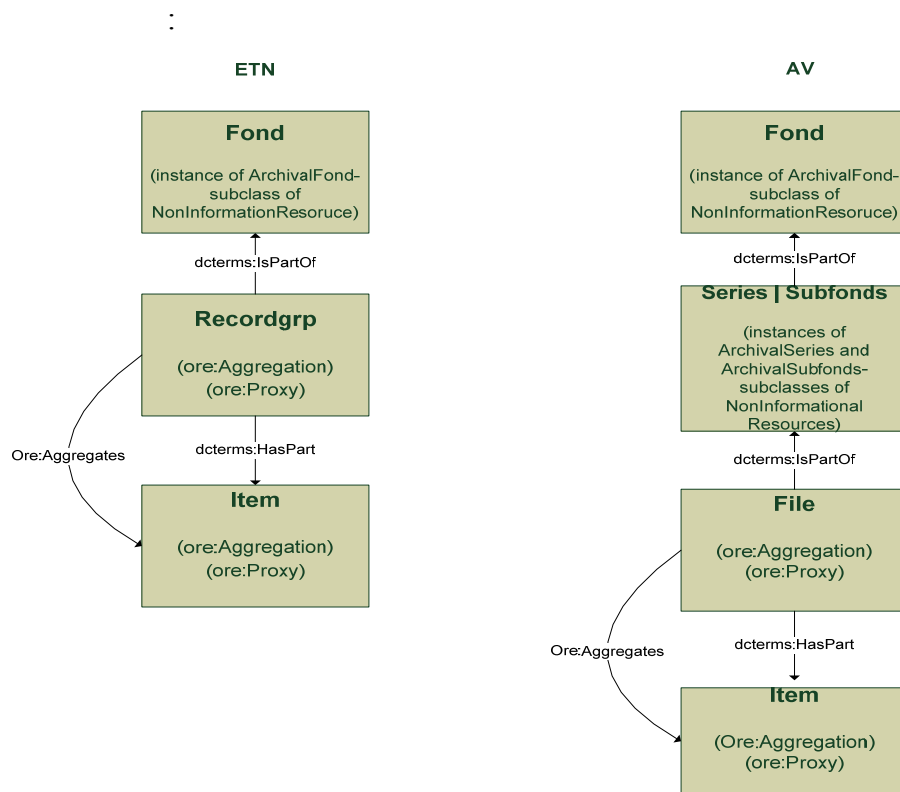 :
ETN
Fond
(instance of ArchivalFond-
subclass of
NonInformationResoruce)
dcterms:IsPartOf
Recordgrp
(ore:Aggregation)
(ore:Proxy)
Ore:Aggregates
dcterms:HasPart
Item
(ore:Aggregation)
(ore:Proxy)
AV
Fond
(instance of ArchivalFond-
subclass of
NonInformationResoruce)
dcterms:IsPartOf
Series | Subfonds
(instances of
ArchivalSeries and
ArchivalSubfonds-
subclasses of
NonInformational
Resources)
dcterms:IsPartOf
File
(ore:Aggregation)
(ore:Proxy)
Ore:Aggregates
dcterms:HasPart
Item
(Ore:Aggregation)
(ore:Proxy)